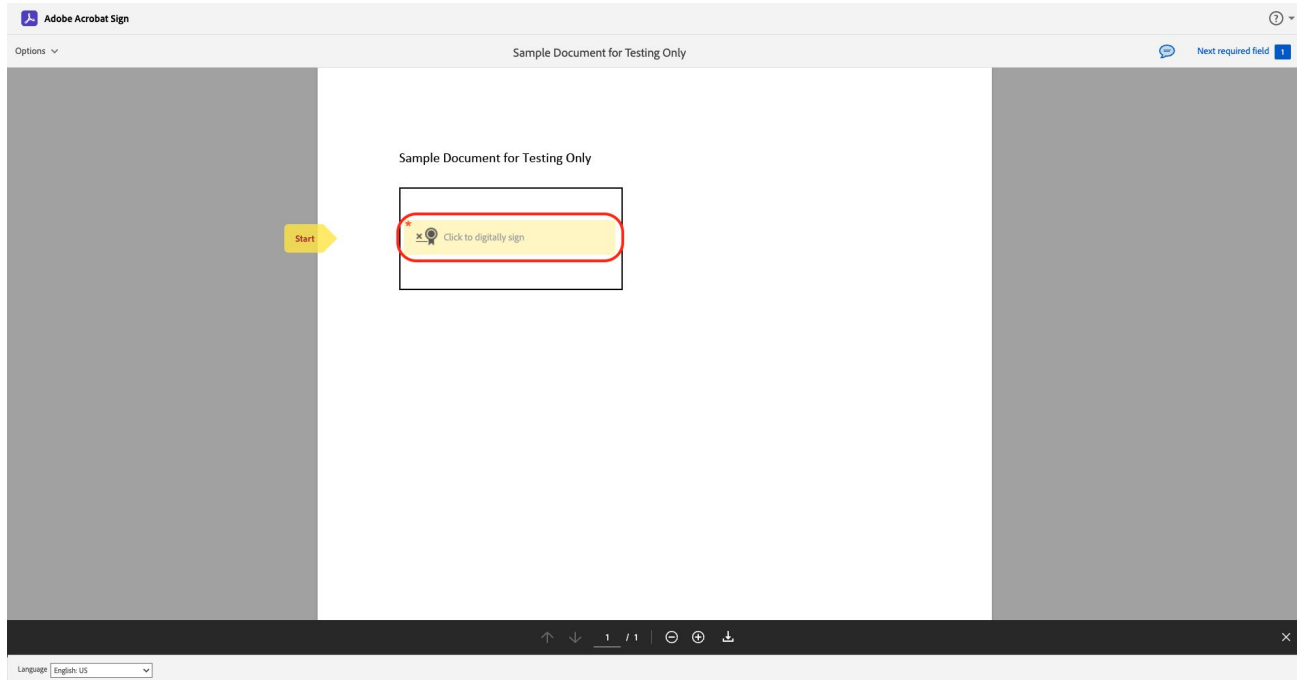 Adobe Acrobat Sign
?
Options
Sample Document for Testing Only
Next required field 1
Sample Document for Testing Only
Start
* x Click to digitally sign
1 / 1
Language English: US